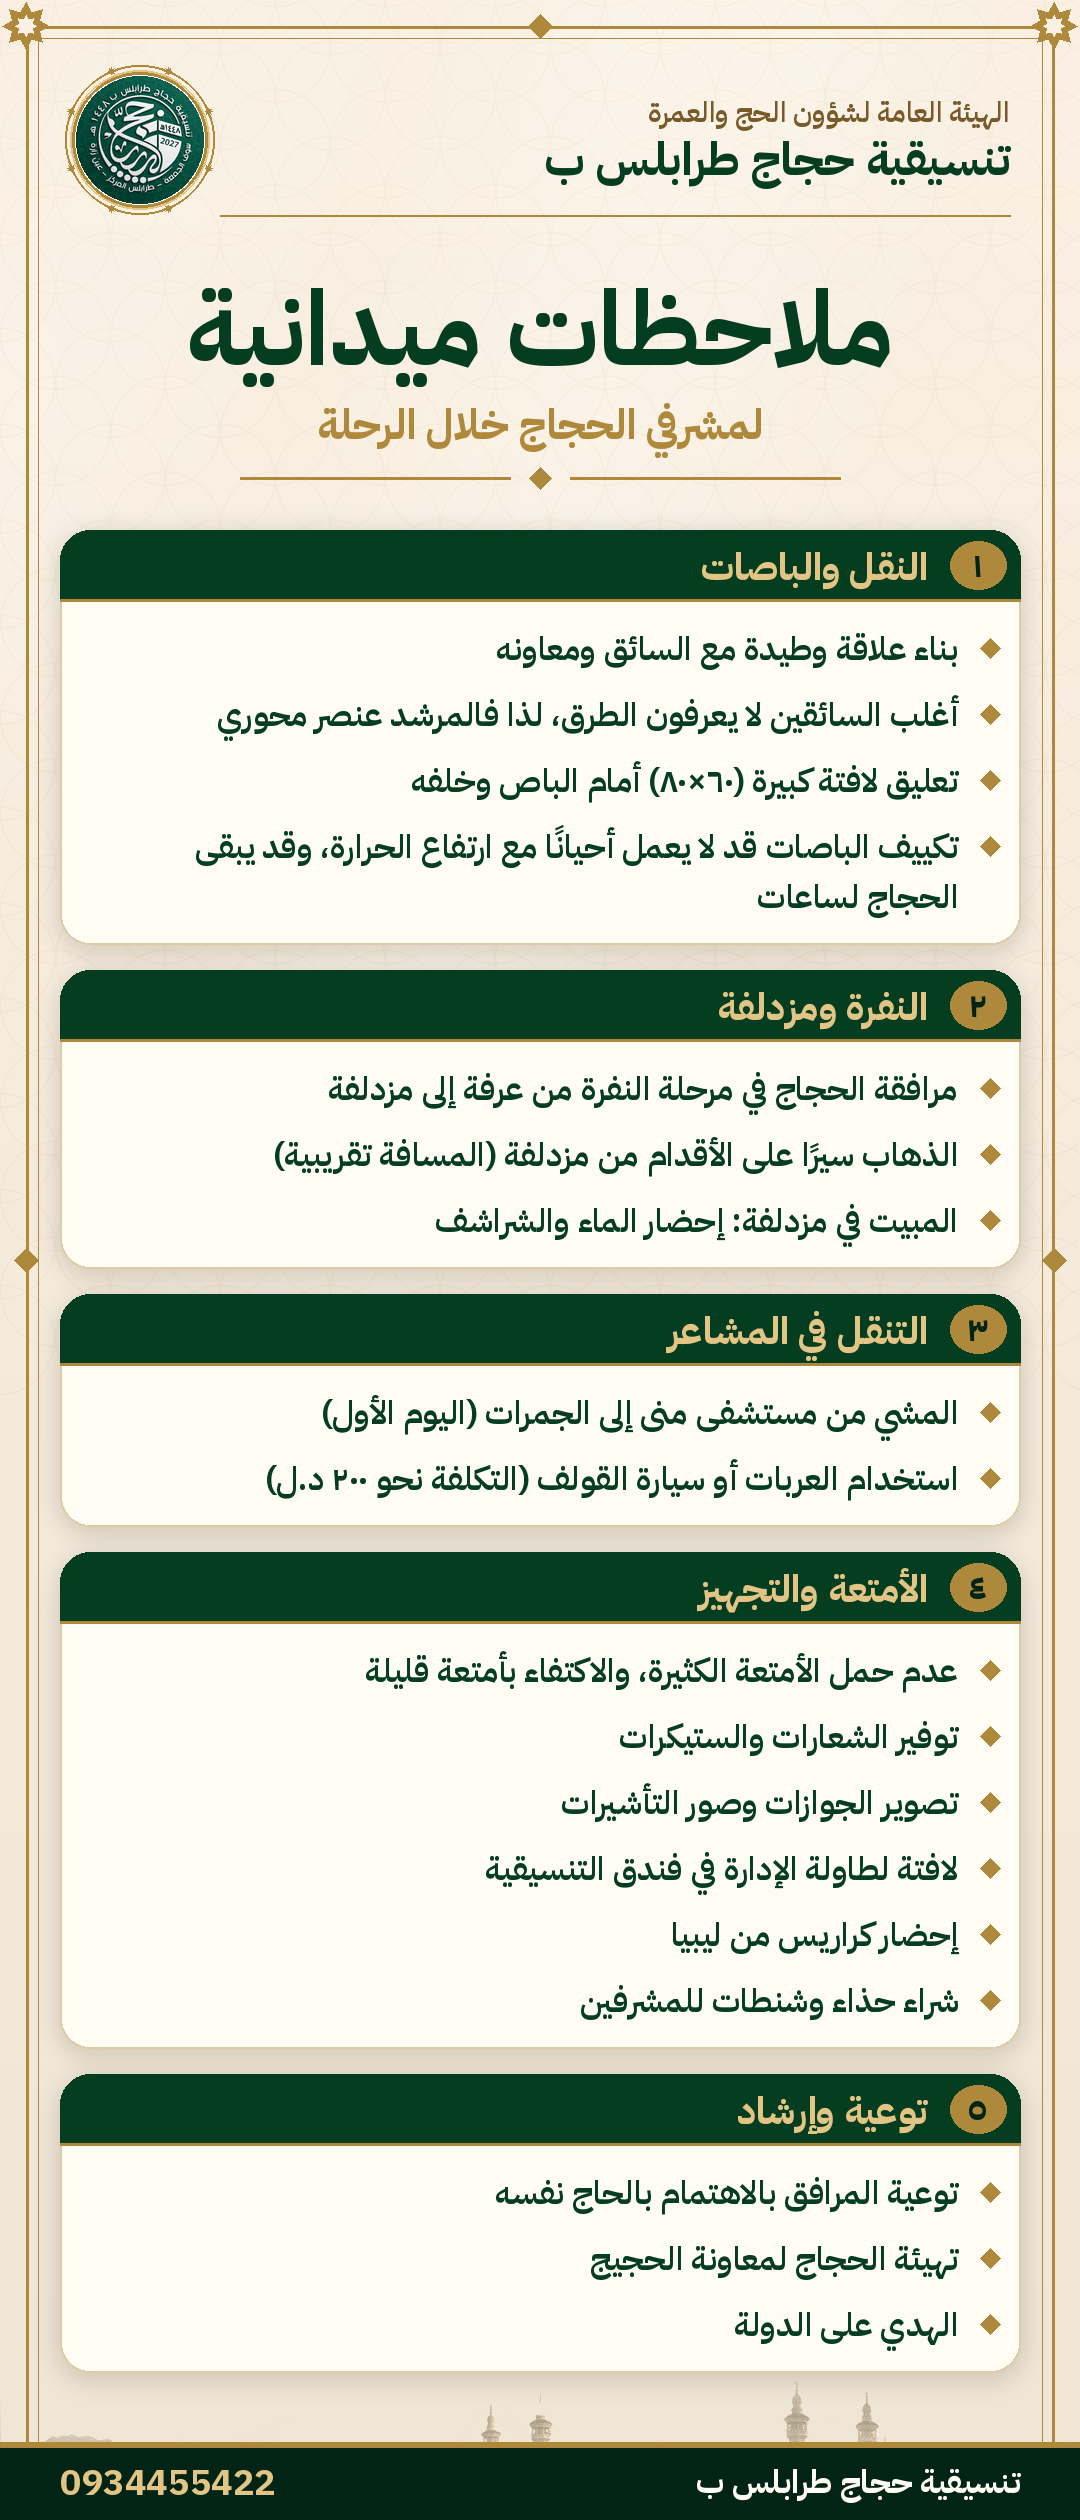 الهيئة العامة لشؤون الحج والعمرة
تنسيقية حجاج طرابلس ب
تنسيقية حجاج طرابلس ب ١٤٤٨ هـ
١٤٤٨هـ
2027
ملاحظات ميدانية
لمشرفي الحجاج خلال الرحلة
١ النقل والباصات
بناء علاقة وطيدة مع السائق ومعاونه
أغلب السائقين لا يعرفون الطرق، لذا فالمرشد عنصر محوري
تعليق لافتة كبيرة (٦٠×٨٠) أمام الباص وخلفه
تكييف الباصات قد لا يعمل أحيانًا مع ارتفاع الحرارة، وقد يبقى
الحجاج لساعات
٢ النفرة ومزدلفة
مرافقة الحجاج في مرحلة النفرة من عرفة إلى مزدلفة
الذهاب سيرًا على الأقدام من مزدلفة (المسافة تقريبية)
المبيت في مزدلفة: إحضار الماء والشراشف
٣ التنقل في المشاعر
المشي من مستشفى منى إلى الجمرات (اليوم الأول)
استخدام العربات أو سيارة القولف (التكلفة نحو ٢٠٠ د.ل)
٤ الأمتعة والتجهيز
عدم حمل الأمتعة الكثيرة، والاكتفاء بأمتعة قليلة
توفير الشعارات والستيكرات
تصوير الجوازات وصور التأشيرات
لافتة لطاولة الإدارة في فندق التنسيقية
إحضار كراريس من ليبيا
شراء حذاء وشنطات للمشرفين
٥ توعية وإرشاد
توعية المرافق بالاهتمام بالحاج نفسه
تهيئة الحجاج لمعاونة الحجيج
الهدي على الدولة
تنسيقية حجاج طرابلس ب
0934455422